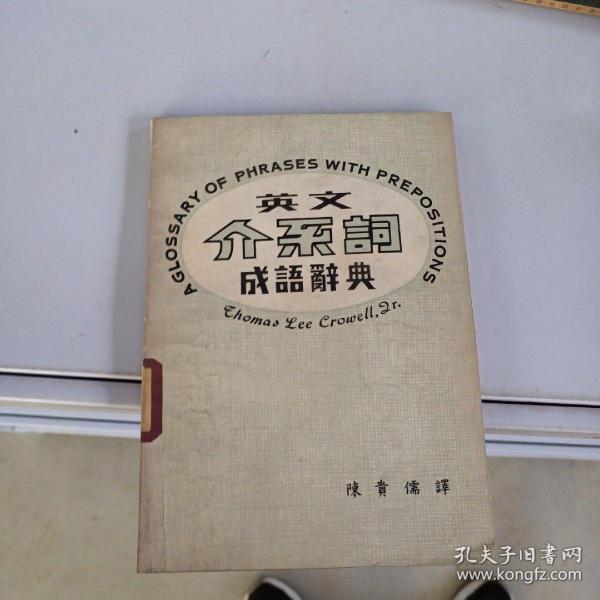 A GLOSSARY OF PHRASES WITH PREPOSITIONS
英文
介系詞
成語辭典
Thomas Lee Crowell, Jr.
陳貴儒譯
孔夫子旧书网
www.kongfz.com